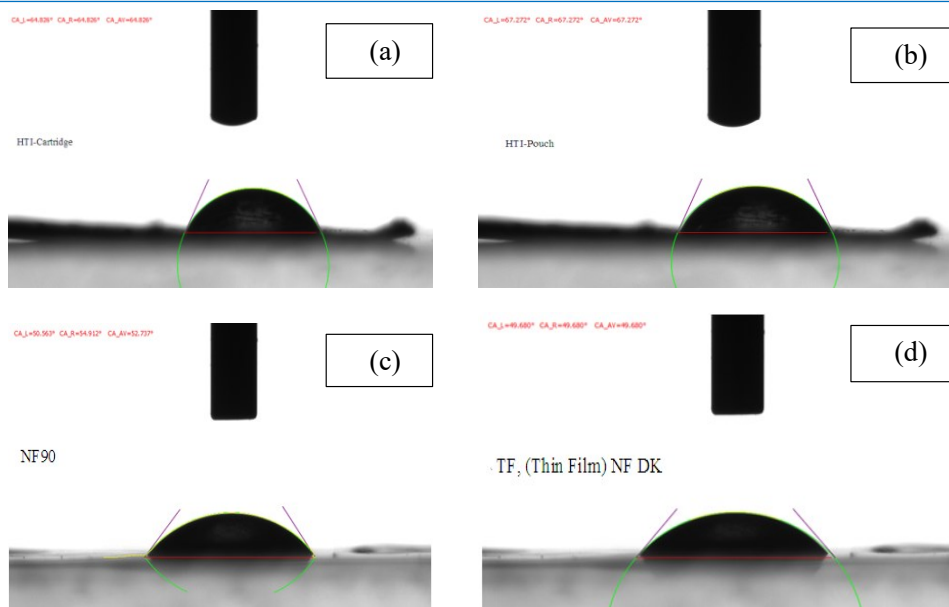 CA_L=64.826° CA_R=64.826° CA_AV=64.826°
(a)
HTI-Cartridge
CA_L=67.272° CA_R=67.272° CA_AV=67.272°
(b)
HTI-Pouch
CA_L=50.563° CA_R=54.912° CA_AV=52.737°
(c)
NF90
CA_L=49.680° CA_R=49.680° CA_AV=49.680°
(d)
TF, (Thin Film) NF DK